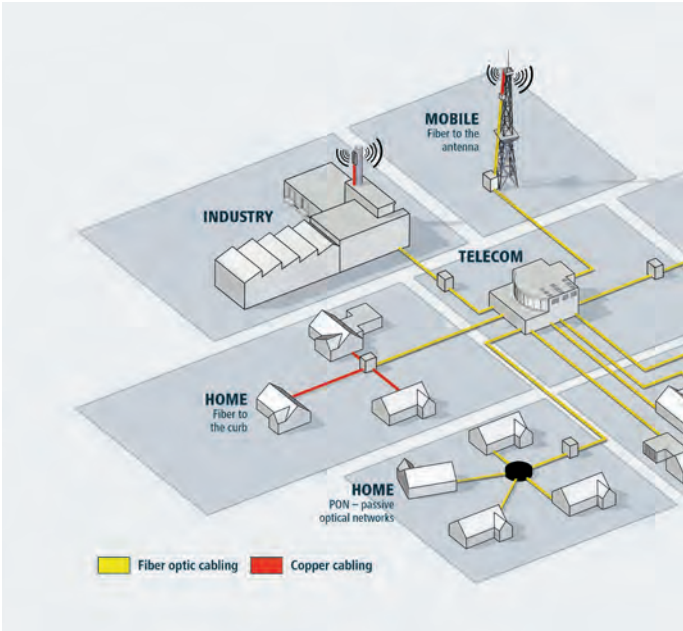 MOBILE
Fiber to the
antenna
INDUSTRY
TELECOM
HOME
Fiber to
the curb
HOME
PON – passive
optical networks
Fiber optic cabling
Copper cabling